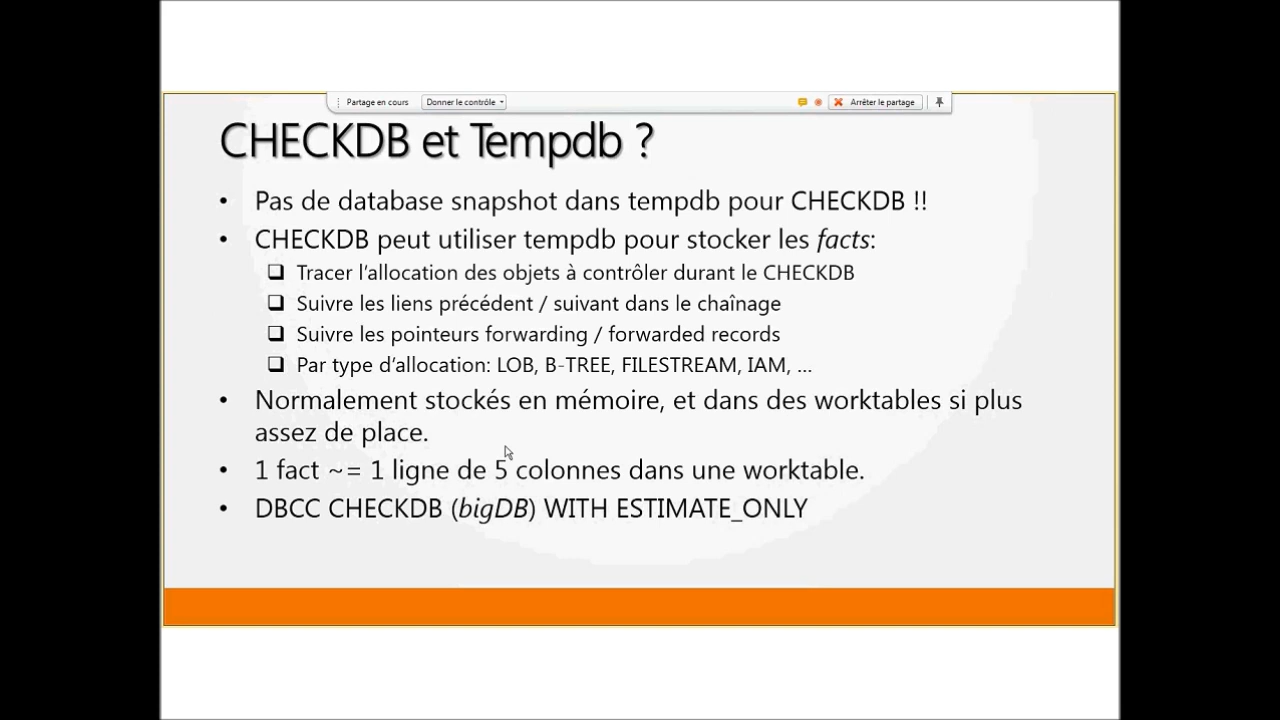 Partage en cours Donner le contrôle Arrêter le partage
CHECKDB et Tempdb ?
• Pas de database snapshot dans tempdb pour CHECKDB !!
• CHECKDB peut utiliser tempdb pour stocker les facts:
❑ Tracer l'allocation des objets à contrôler durant le CHECKDB
❑ Suivre les liens précédent / suivant dans le chaînage
❑ Suivre les pointeurs forwarding / forwarded records
❑ Par type d'allocation: LOB, B-TREE, FILESTREAM, IAM, ...
• Normalement stockés en mémoire, et dans des worktables si plus
assez de place.
• 1 fact ~= 1 ligne de 5 colonnes dans une worktable.
• DBCC CHECKDB (bigDB) WITH ESTIMATE_ONLY